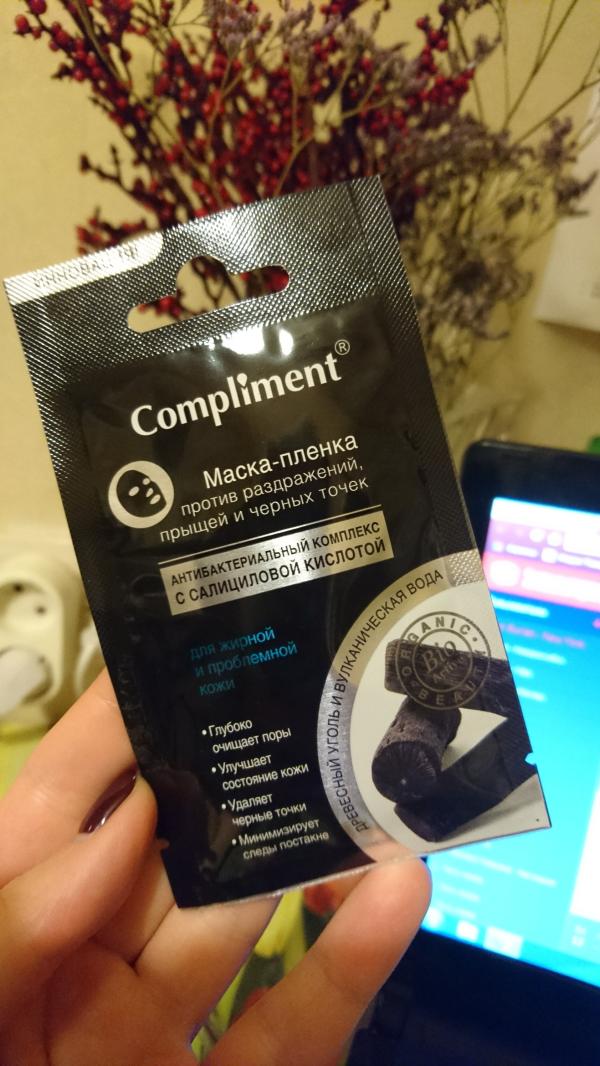 Compliment®
Маска-пленка
против раздражений,
прыщей и черных точек
АНТИБАКТЕРИАЛЬНЫЙ КОМПЛЕКС
С САЛИЦИЛОВОЙ КИСЛОТОЙ
для жирной
и проблемной
кожи
• Глубоко
очищает поры
• Улучшает
состояние кожи
• Удаляет
черные точки
• Минимизирует
следы постакне
ДРЕВЕСНЫЙ УГОЛЬ И ВУЛКАНИЧЕСКАЯ ВОДА
ORGANIC
Bio
Active
BEAUTY